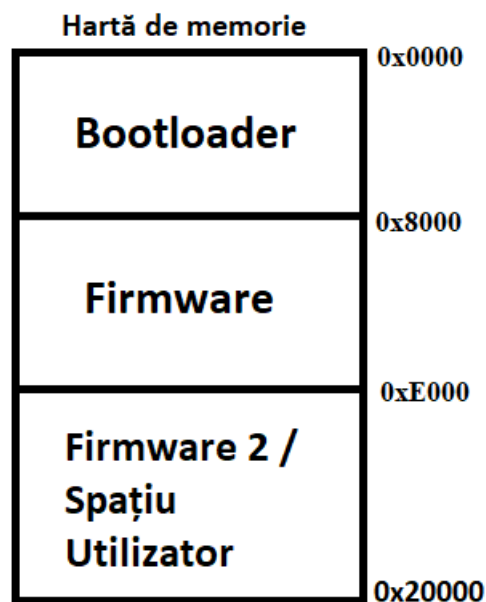 Hartă de memorie
0x0000
Bootloader
0x8000
Firmware
0xE000
Firmware 2 /
Spațiu
Utilizator
0x20000